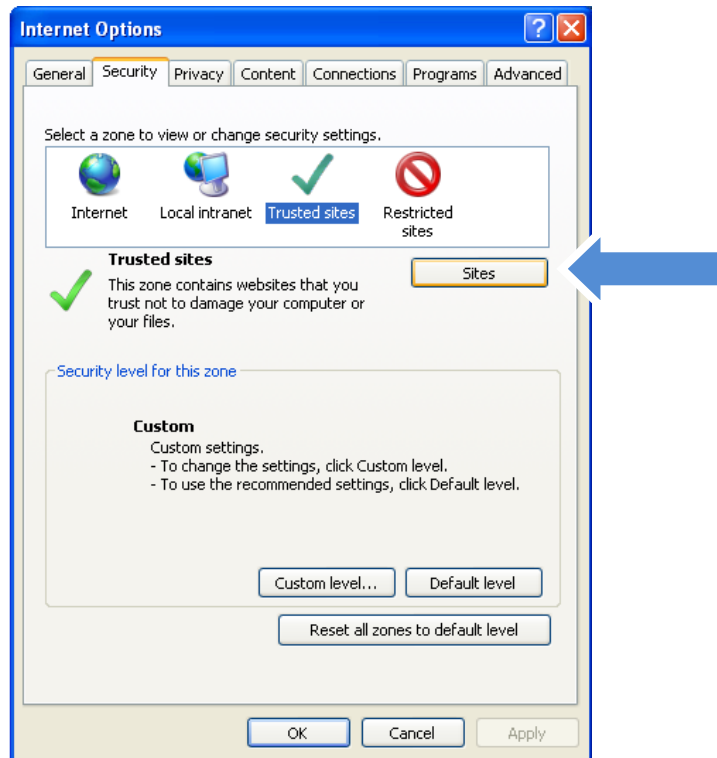 Internet Options
General Security Privacy Content Connections Programs Advanced
Select a zone to view or change security settings.
Internet Local intranet Trusted sites Restricted
sites
Trusted sites
Sites
This zone contains websites that you
trust not to damage your computer or
your files.
Security level for this zone
Custom
Custom settings.
- To change the settings, click Custom level.
- To use the recommended settings, click Default level.
Custom level... Default level
Reset all zones to default level
OK Cancel Apply